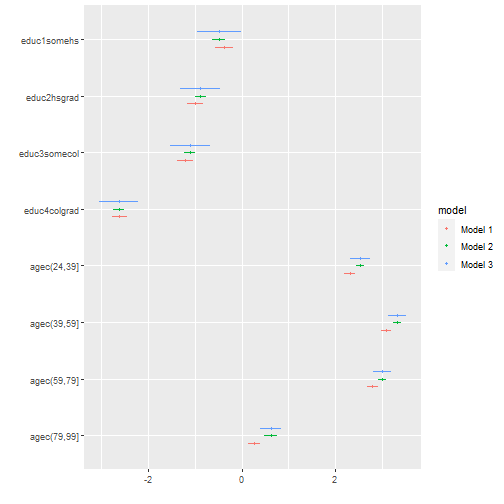 educ1somehs
educ2hsgrad
educ3somecol
educ4colgrad
agec(24,39]
agec(39,59]
agec(59,79]
agec(79,99]
-2
0
2
model
Model 1
Model 2
Model 3